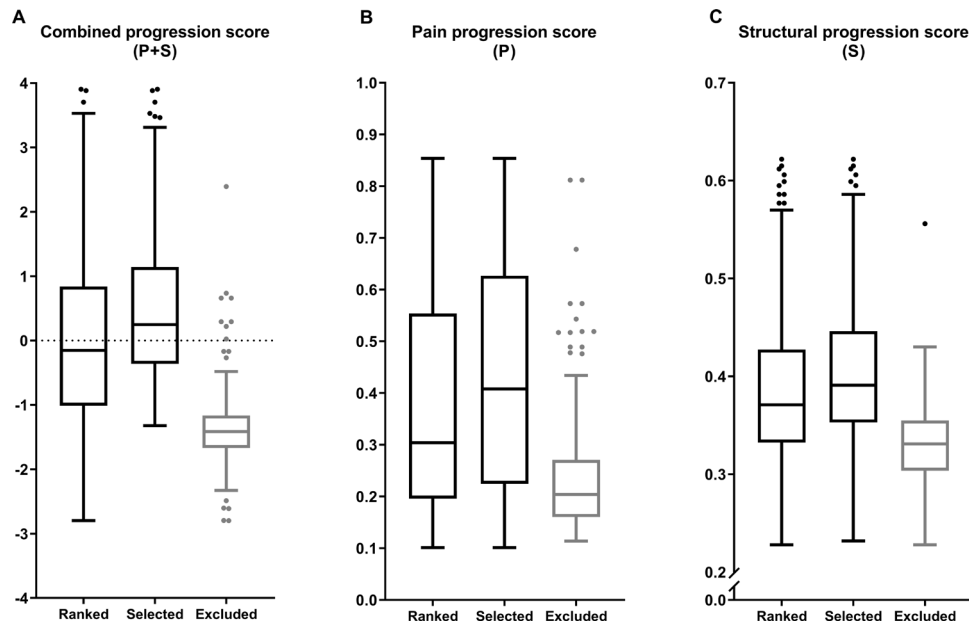 A
Combined progression score
(P+S)
4
3
2
1
0
-1
-2
-3
-4
Ranked Selected Excluded
B
Pain progression score
(P)
1.0
0.9
0.8
0.7
0.6
0.5
0.4
0.3
0.2
0.1
0.0
Ranked Selected Excluded
C
Structural progression score
(S)
0.7
0.6
0.5
0.4
0.3
0.2
0.0
Ranked Selected Excluded